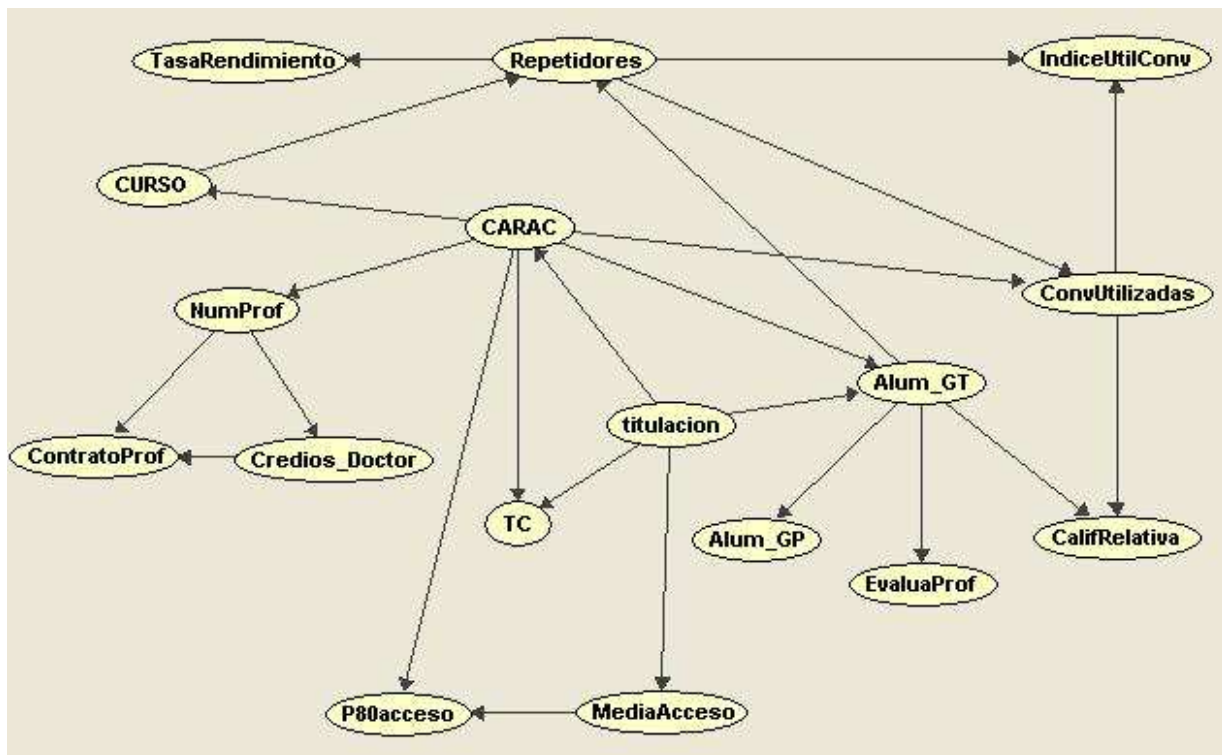 TasaRendimiento
Repetidores
IndiceUtilConv
CURSO
CARAC
ConvUtilizadas
NumProf
Alum_GT
titulacion
ContratoProf
Credios_Doctor
TC
Alum_GP
CalifRelativa
EvaluaProf
P80acceso
MediaAcceso